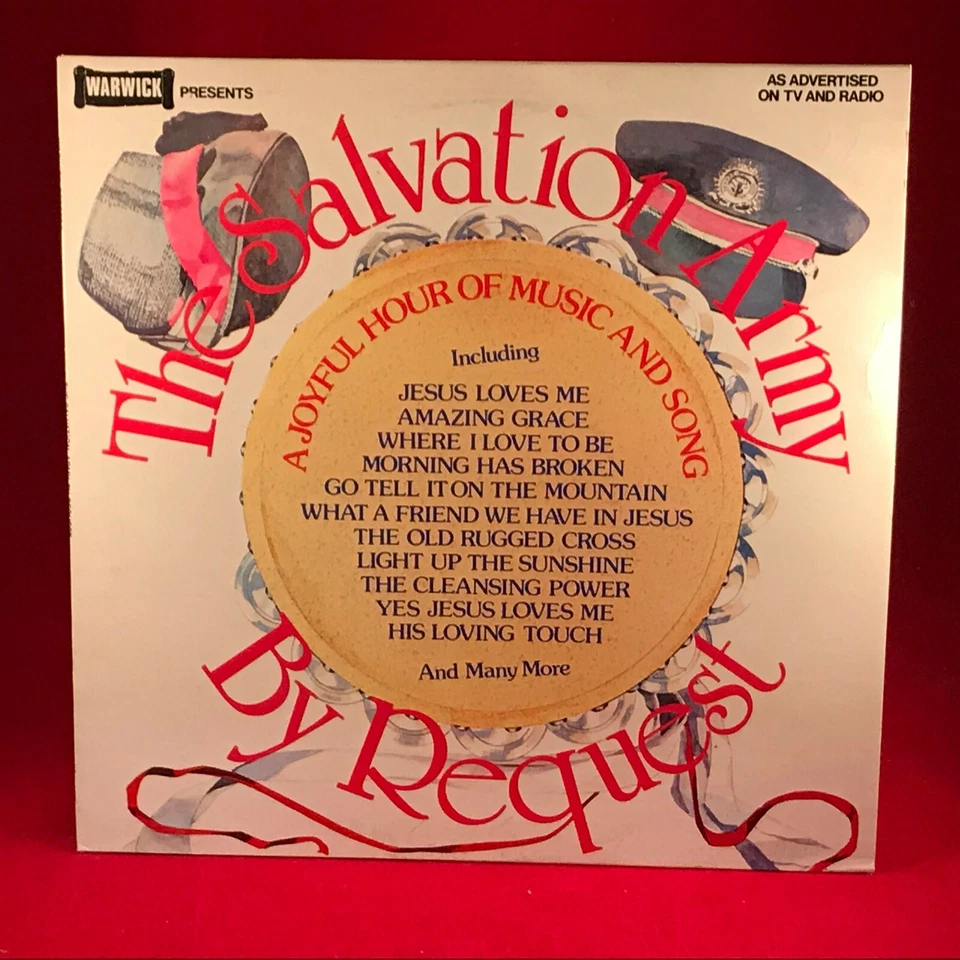 WARWICK PRESENTS
AS ADVERTISED
ON TV AND RADIO
The Salvation Army
A JOYFUL HOUR OF MUSIC AND SONG
Including
JESUS LOVES ME
AMAZING GRACE
WHERE I LOVE TO BE
MORNING HAS BROKEN
GO TELL IT ON THE MOUNTAIN
WHAT A FRIEND WE HAVE IN JESUS
THE OLD RUGGED CROSS
LIGHT UP THE SUNSHINE
THE CLEANSING POWER
YES JESUS LOVES ME
HIS LOVING TOUCH
And Many More
By Request